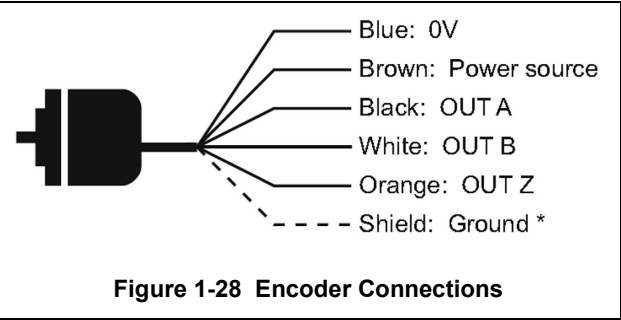 Blue: 0V
Brown: Power source
Black: OUT A
White: OUT B
Orange: OUT Z
Shield: Ground *
Figure 1-28 Encoder Connections